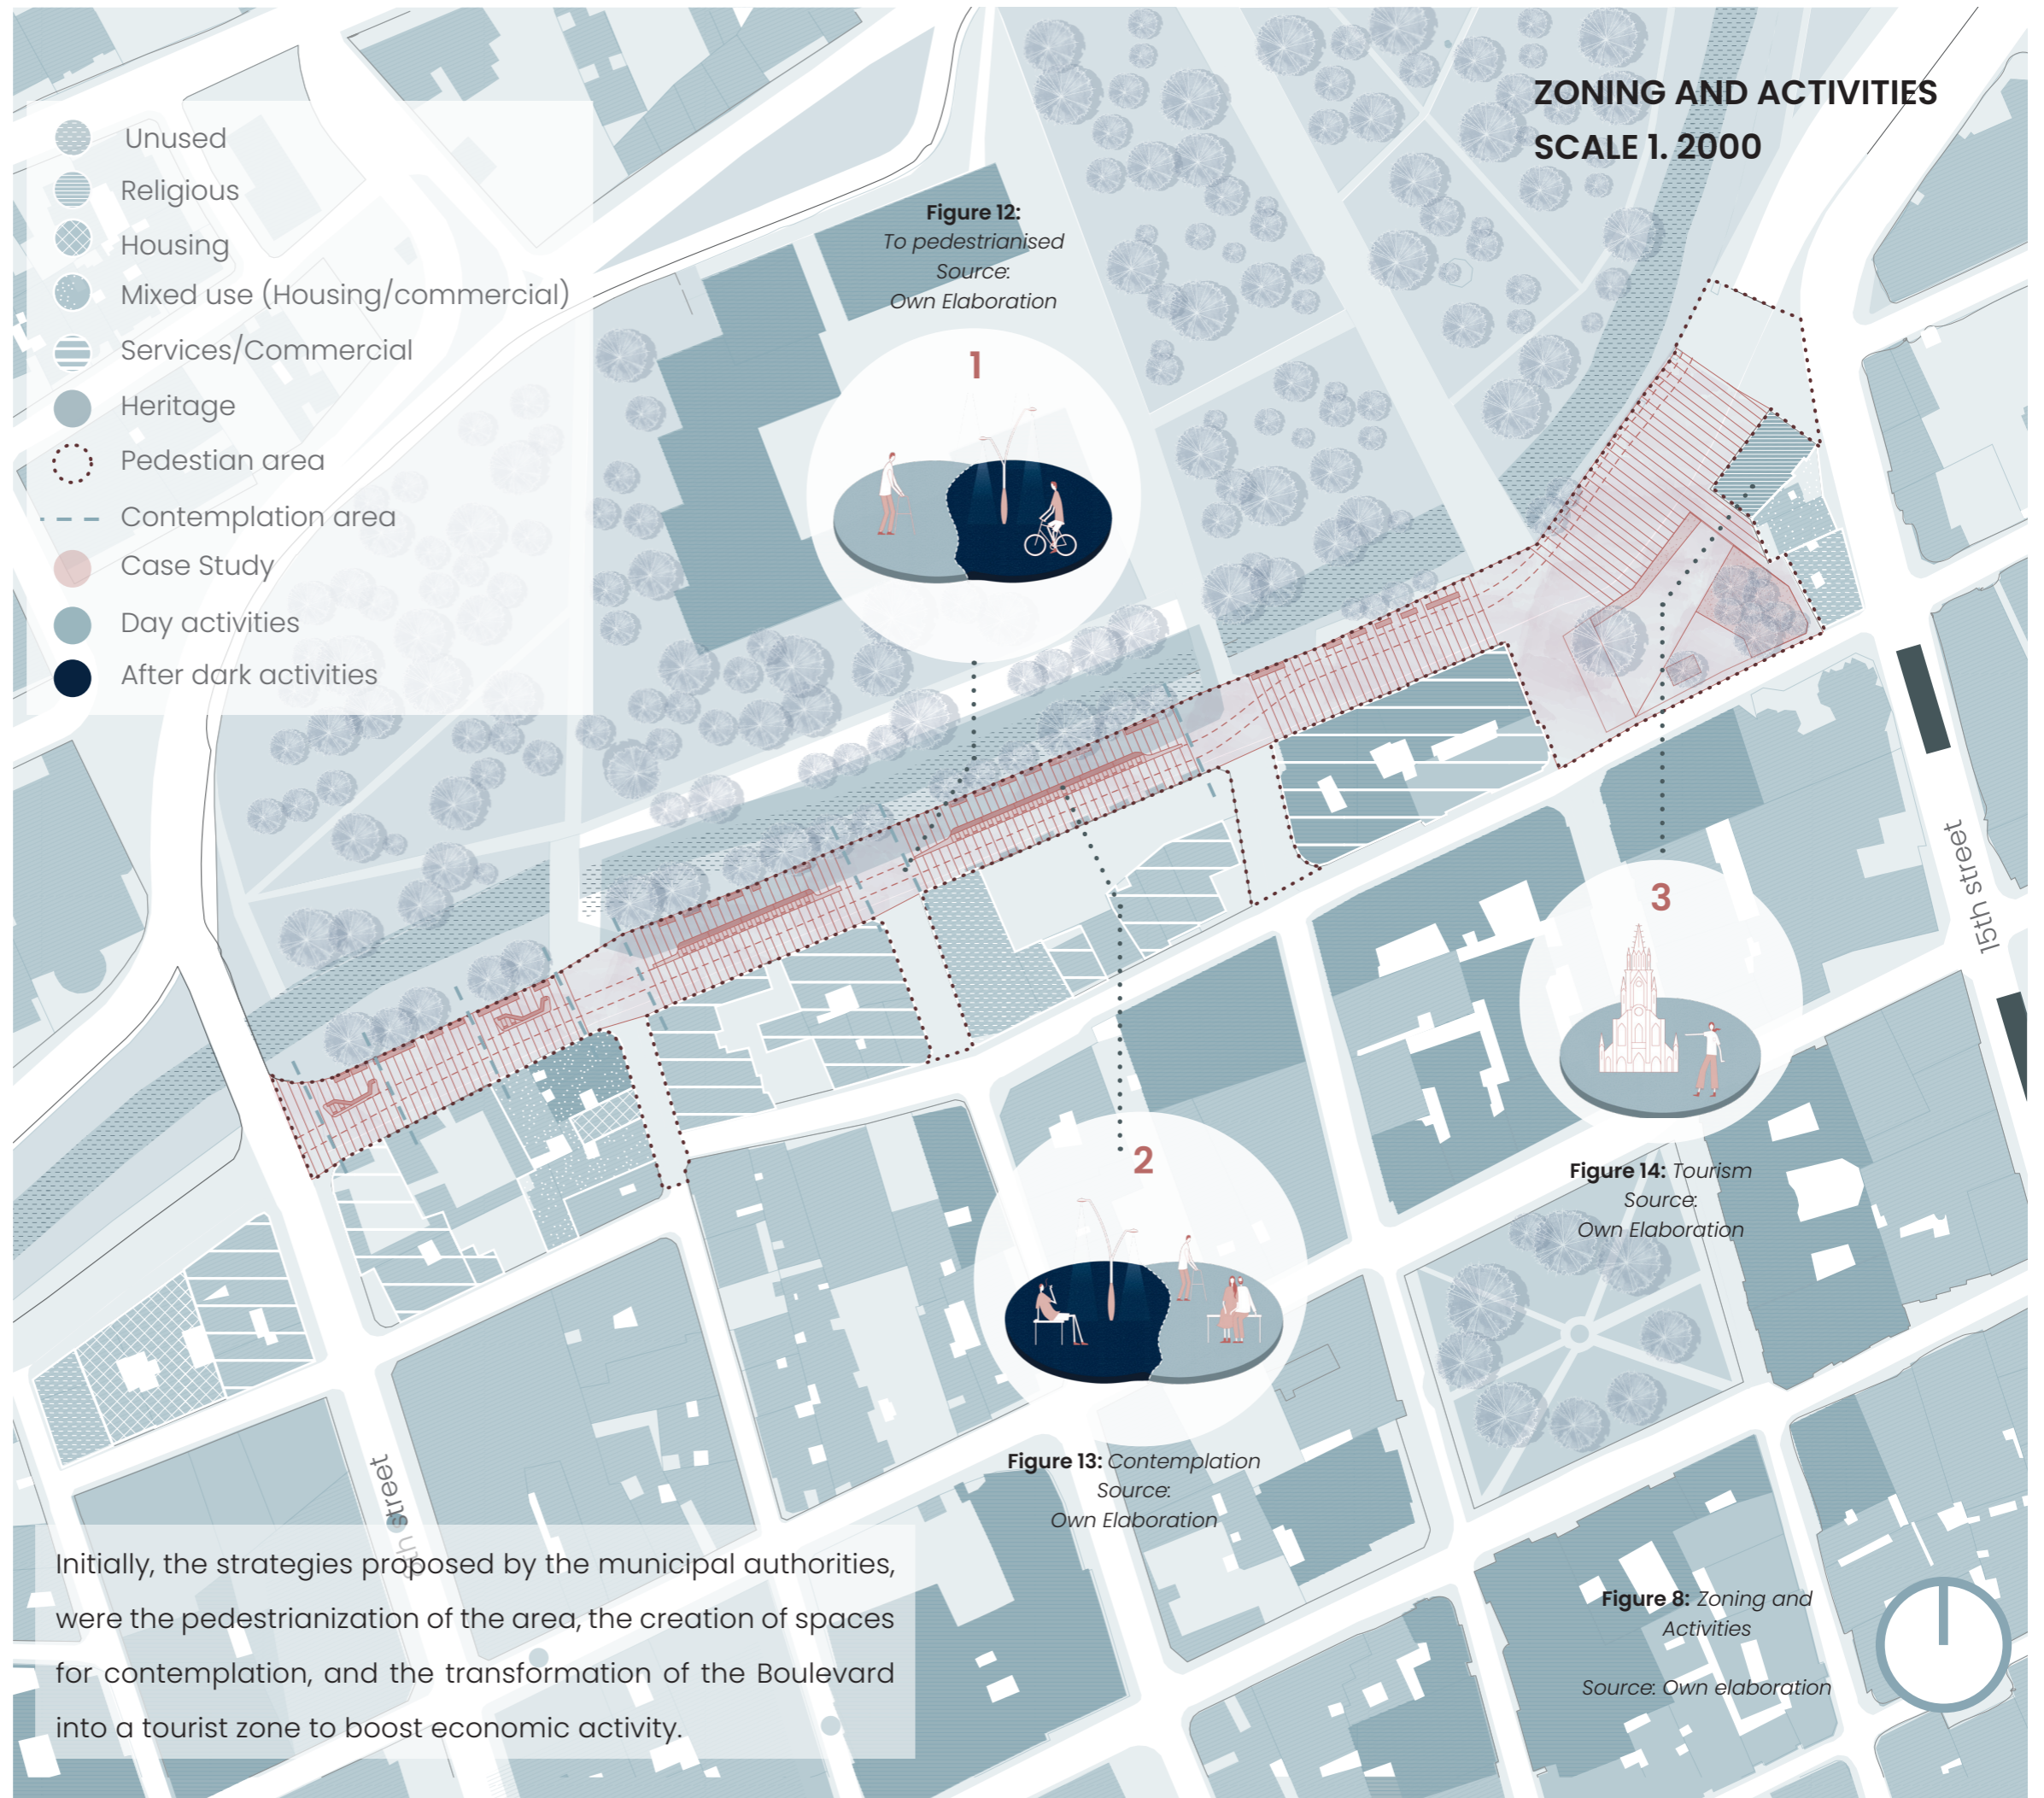 ZONING AND ACTIVITIES
SCALE 1. 2000
Unused
Religious
Housing
Mixed use (Housing/commercial)
Services/Commercial
Heritage
Pedestian area
Contemplation area
Case Study
Day activities
After dark activities
Figure 12:
To pedestrianised
Source:
Own Elaboration
1
15th street
3
Figure 14: Tourism
Source:
Own Elaboration
2
Figure 13: Contemplation
Source:
Own Elaboration
street
Initially, the strategies proposed by the municipal authorities,
were the pedestrianization of the area, the creation of spaces
for contemplation, and the transformation of the Boulevard
into a tourist zone to boost economic activity.
Figure 8: Zoning and
Activities
Source: Own elaboration